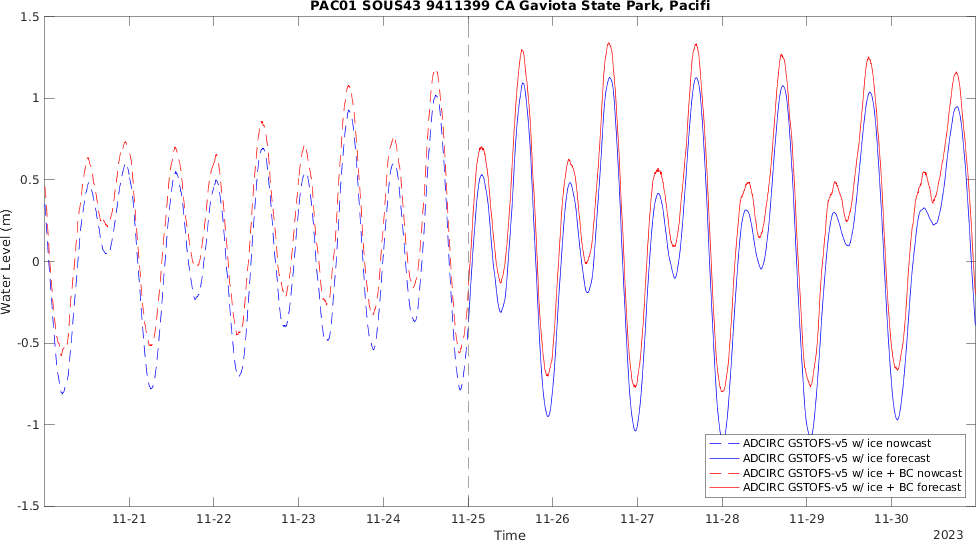 PAC01 SOUS43 9411399 CA Gaviota State Park, Pacifi
1.5
1
0.5
0
-0.5
-1
-1.5
Water Level (m)
ADCIRC GSTOFS-v5 w/ ice nowcast
ADCIRC GSTOFS-v5 w/ ice forecast
ADCIRC GSTOFS-v5 w/ ice + BC nowcast
ADCIRC GSTOFS-v5 w/ ice + BC forecast
11-21 11-22 11-23 11-24 11-25 11-26 11-27 11-28 11-29 11-30
Time
2023